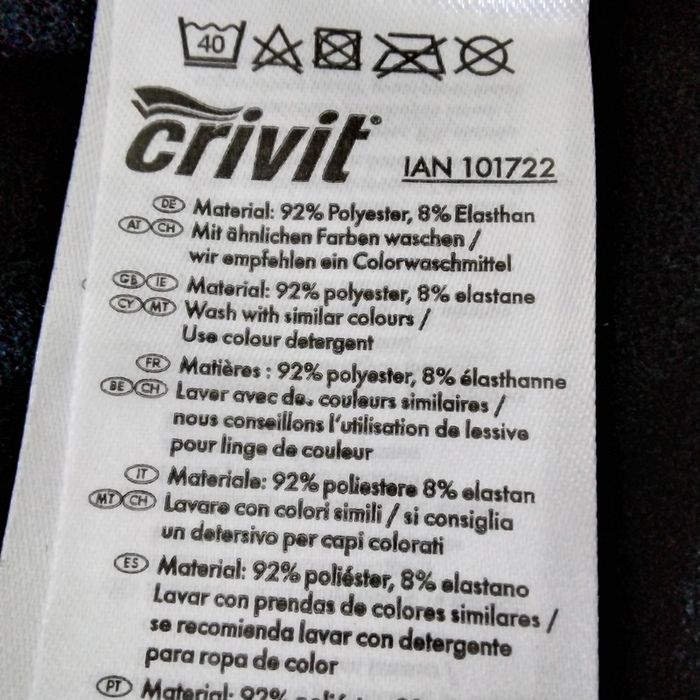 40
crivit®
IAN 101722
DE Material: 92% Polyester, 8% Elasthan
AT CH Mit ähnlichen Farben waschen /
wir empfehlen ein Colorwaschmittel
GB IE Material: 92% polyester, 8% elastane
CY MT Wash with similar colours /
Use colour detergent
FR Matières : 92% polyester, 8% élasthanne
BE CH Laver avec des couleurs similaires /
nous conseillons l'utilisation de lessive
pour linge de couleur
IT Materiale: 92% poliestere 8% elastan
MT CH Lavare con colori simili / si consiglia
un detersivo per capi colorati
ES Material: 92% poliéster, 8% elastano
Lavar con prendas de colores similares /
se recomienda lavar con detergente
para ropa de color
PT Material: 92%